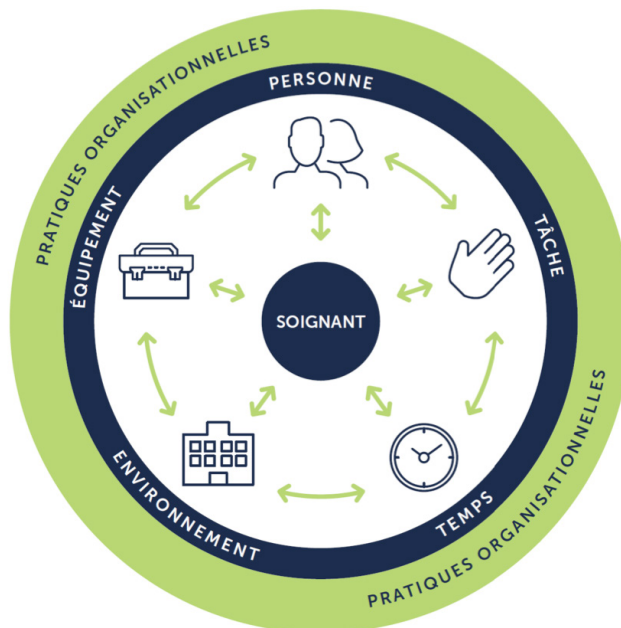 PRATIQUES ORGANISATIONNELLES
PERSONNE
ÉQUIPEMENT
TÂCHE
SOIGNANT
ENVIRONNEMENT
TEMPS
PRATIQUES ORGANISATIONNELLES